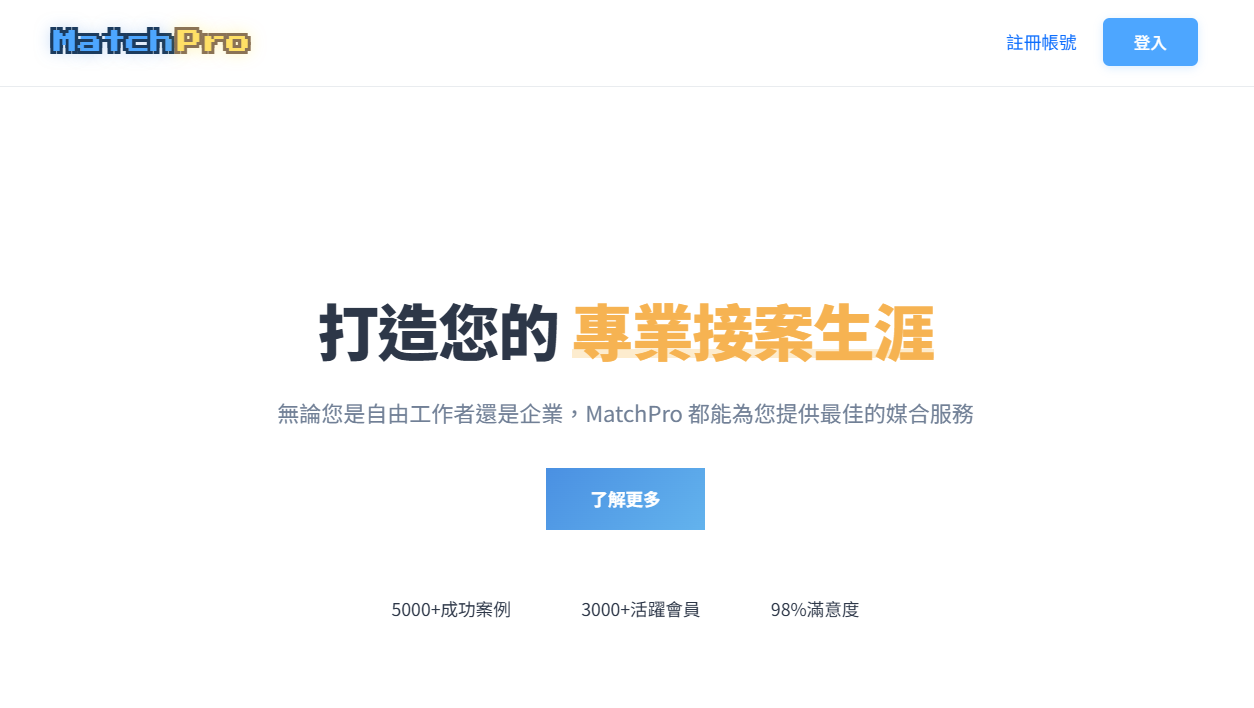 MatchPro
註冊帳號
登入
打造您的 專業接案生涯
無論您是自由工作者還是企業，MatchPro 都能為您提供最佳的媒合服務
了解更多
5000+成功案例
3000+活躍會員
98%滿意度